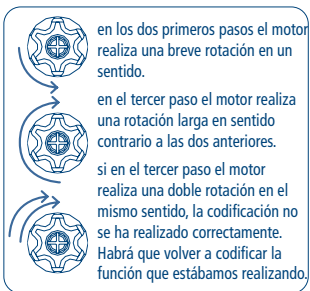 en los dos primeros pasos el motor
realiza una breve rotación en un
sentido.
en el tercer paso el motor realiza
una rotación larga en sentido
contrario a las dos anteriores.
si en el tercer paso el motor
realiza una doble rotación en el
mismo sentido, la codificación no
se ha realizado correctamente.
Habrá que volver a codificar la
función que estábamos realizando.